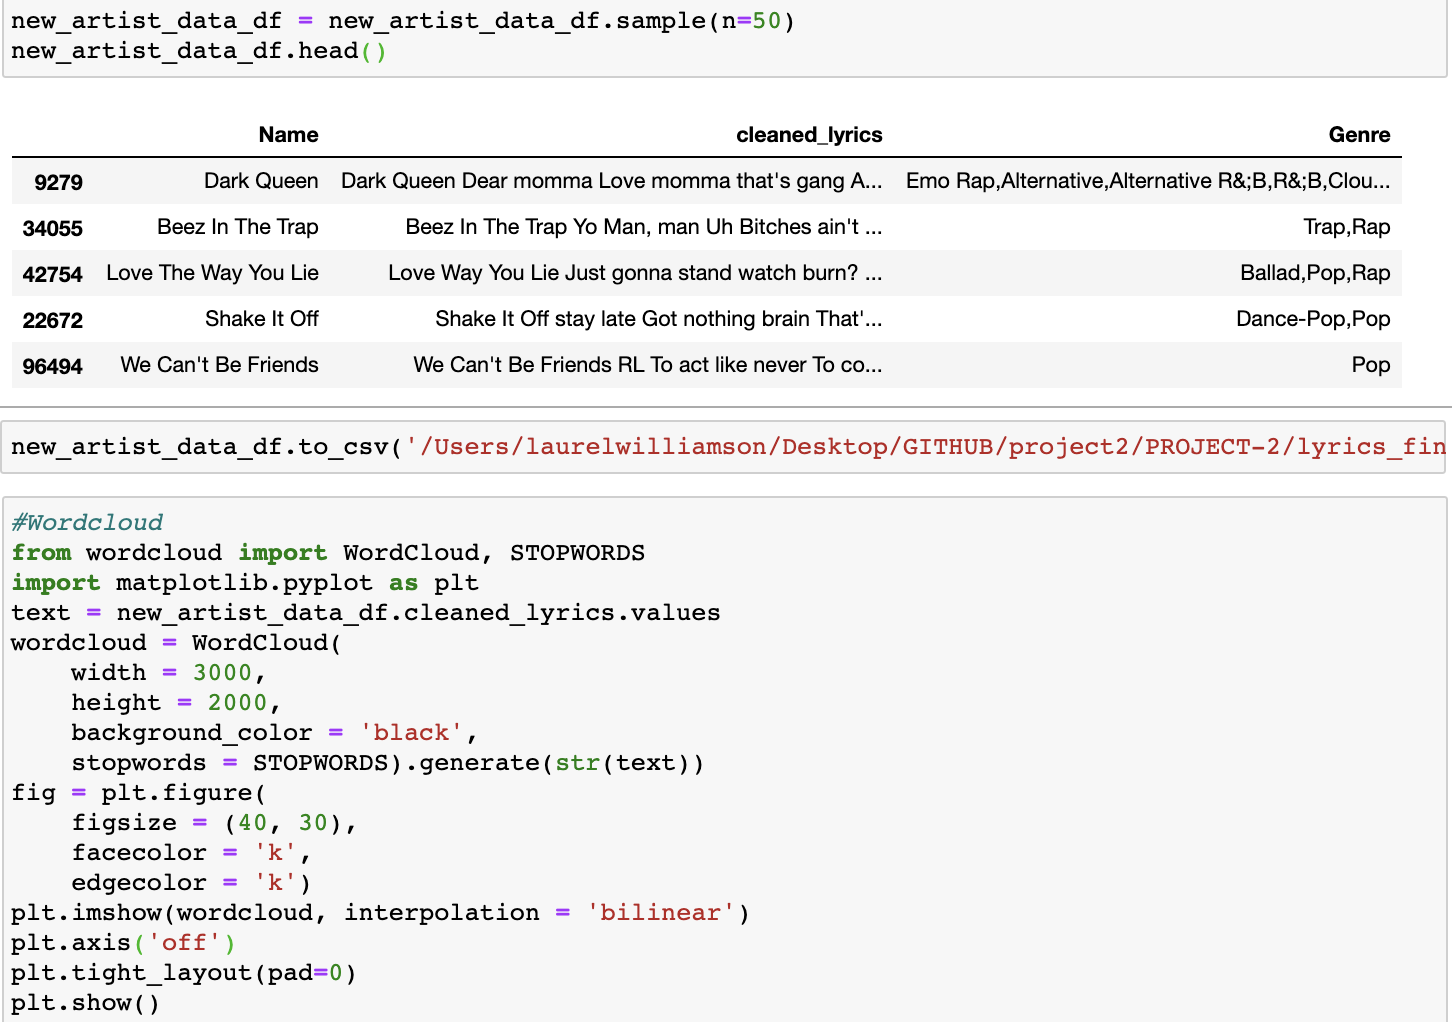 new_artist_data_df = new_artist_data_df.sample(n=50)
new_artist_data_df.head()
Name cleaned_lyrics Genre
9279 Dark Queen Dark Queen Dear momma Love momma that's gang A... Emo Rap,Alternative,Alternative R&;B,R&;B,Clou...
34055 Beez In The Trap Beez In The Trap Yo Man, man Uh Bitches ain't ... Trap,Rap
42754 Love The Way You Lie Love Way You Lie Just gonna stand watch burn? ... Ballad,Pop,Rap
22672 Shake It Off Shake It Off stay late Got nothing brain That'... Dance-Pop,Pop
96494 We Can't Be Friends We Can't Be Friends RL To act like never To co... Pop
new_artist_data_df.to_csv('/Users/laurelwilliamson/Desktop/GITHUB/project2/PROJECT-2/lyrics_fin
#Wordcloud
from wordcloud import WordCloud, STOPWORDS
import matplotlib.pyplot as plt
text = new_artist_data_df.cleaned_lyrics.values
wordcloud = WordCloud(
    width = 3000,
    height = 2000,
    background_color = 'black',
    stopwords = STOPWORDS).generate(str(text))
fig = plt.figure(
    figsize = (40, 30),
    facecolor = 'k',
    edgecolor = 'k')
plt.imshow(wordcloud, interpolation = 'bilinear')
plt.axis('off')
plt.tight_layout(pad=0)
plt.show()